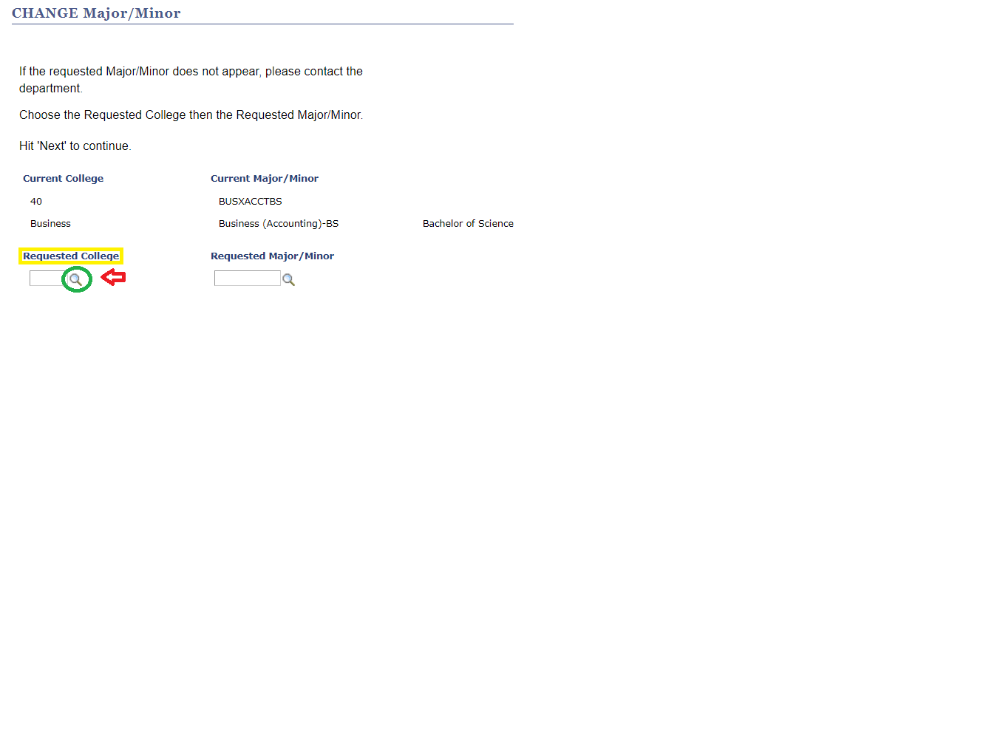 CHANGE Major/Minor
If the requested Major/Minor does not appear, please contact the
department.
Choose the Requested College then the Requested Major/Minor.
Hit 'Next' to continue.
Current College Current Major/Minor
40 BUSXACCTBS
Business Business (Accounting)-BS Bachelor of Science
Requested College Requested Major/Minor